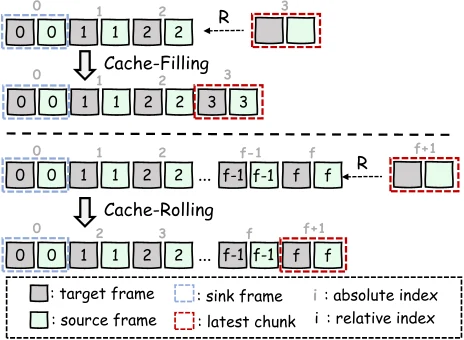 0 1 2 3
0 0 1 1 2 2 R
Cache-Filling
0 1 2 3
0 0 1 1 2 2 3 3
0 1 2 f-1 f f+1
0 0 1 1 2 2 ... f-1 f-1 f f R
Cache-Rolling
0 2 3 f f+1
0 0 1 1 2 2 ... f-1 f-1 f f
: target frame : sink frame i : absolute index
: source frame : latest chunk i : relative index